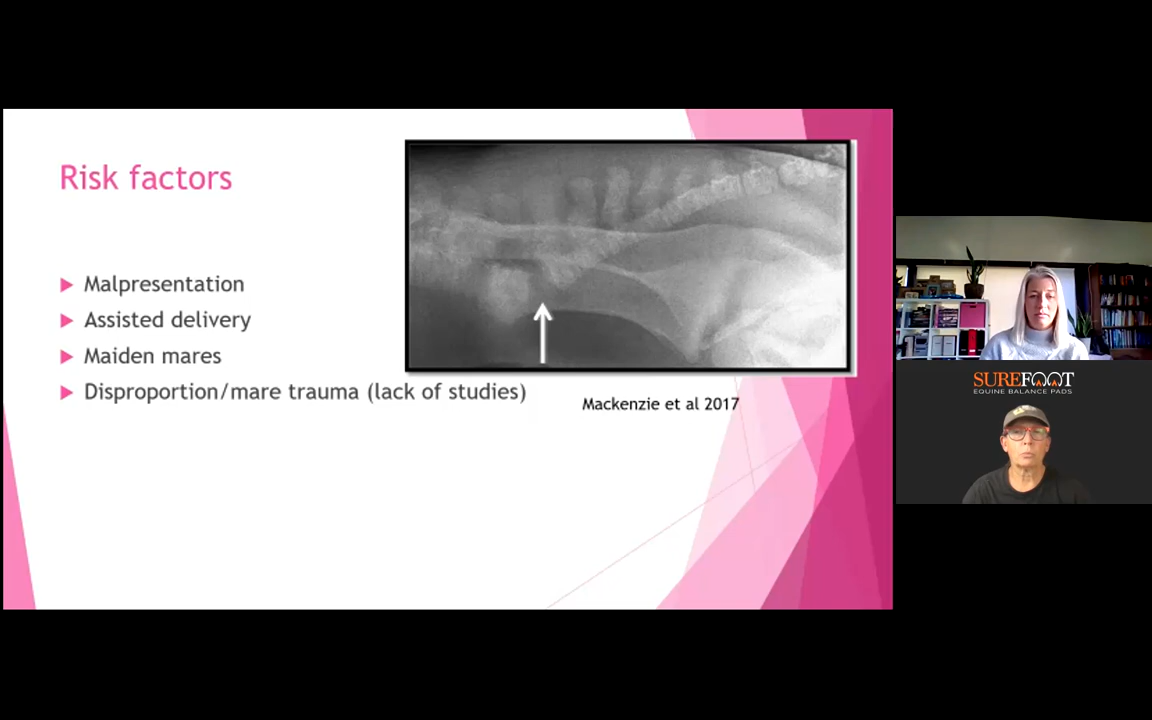 Risk factors
Malpresentation
Assisted delivery
Maiden mares
Disproportion/mare trauma (lack of studies)
Mackenzie et al 2017
SUREFOOT
EQUINE BALANCE PADS